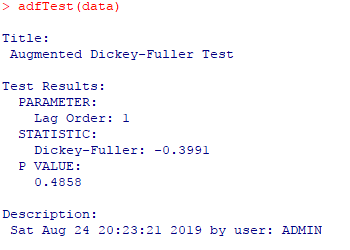 > adfTest(data)
Title:
Augmented Dickey-Fuller Test
Test Results:
PARAMETER:
Lag Order: 1
STATISTIC:
Dickey-Fuller: -0.3991
P VALUE:
0.4858
Description:
Sat Aug 24 20:23:21 2019 by user: ADMIN